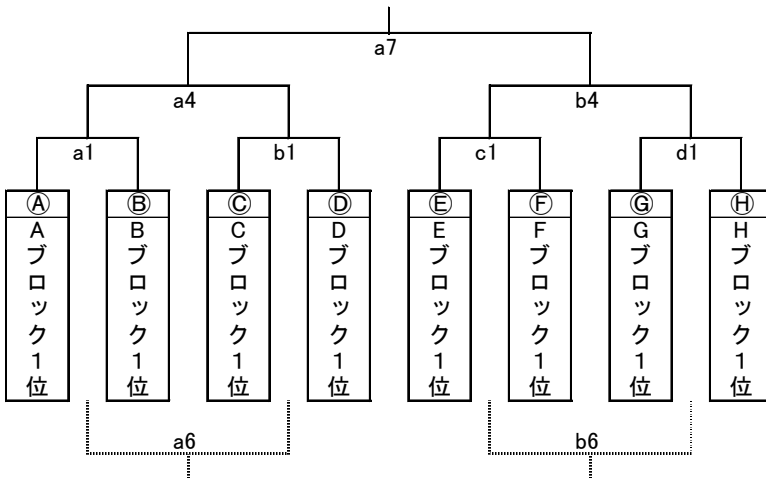 a7
a4
b4
a1
b1
c1
d1
Ⓐ
Ⓑ
Ⓒ
Ⓓ
Ⓔ
Ⓕ
Ⓖ
Ⓗ
Aブロック1位
Bブロック1位
Cブロック1位
Dブロック1位
Eブロック1位
Fブロック1位
Gブロック1位
Hブロック1位
a6
b6